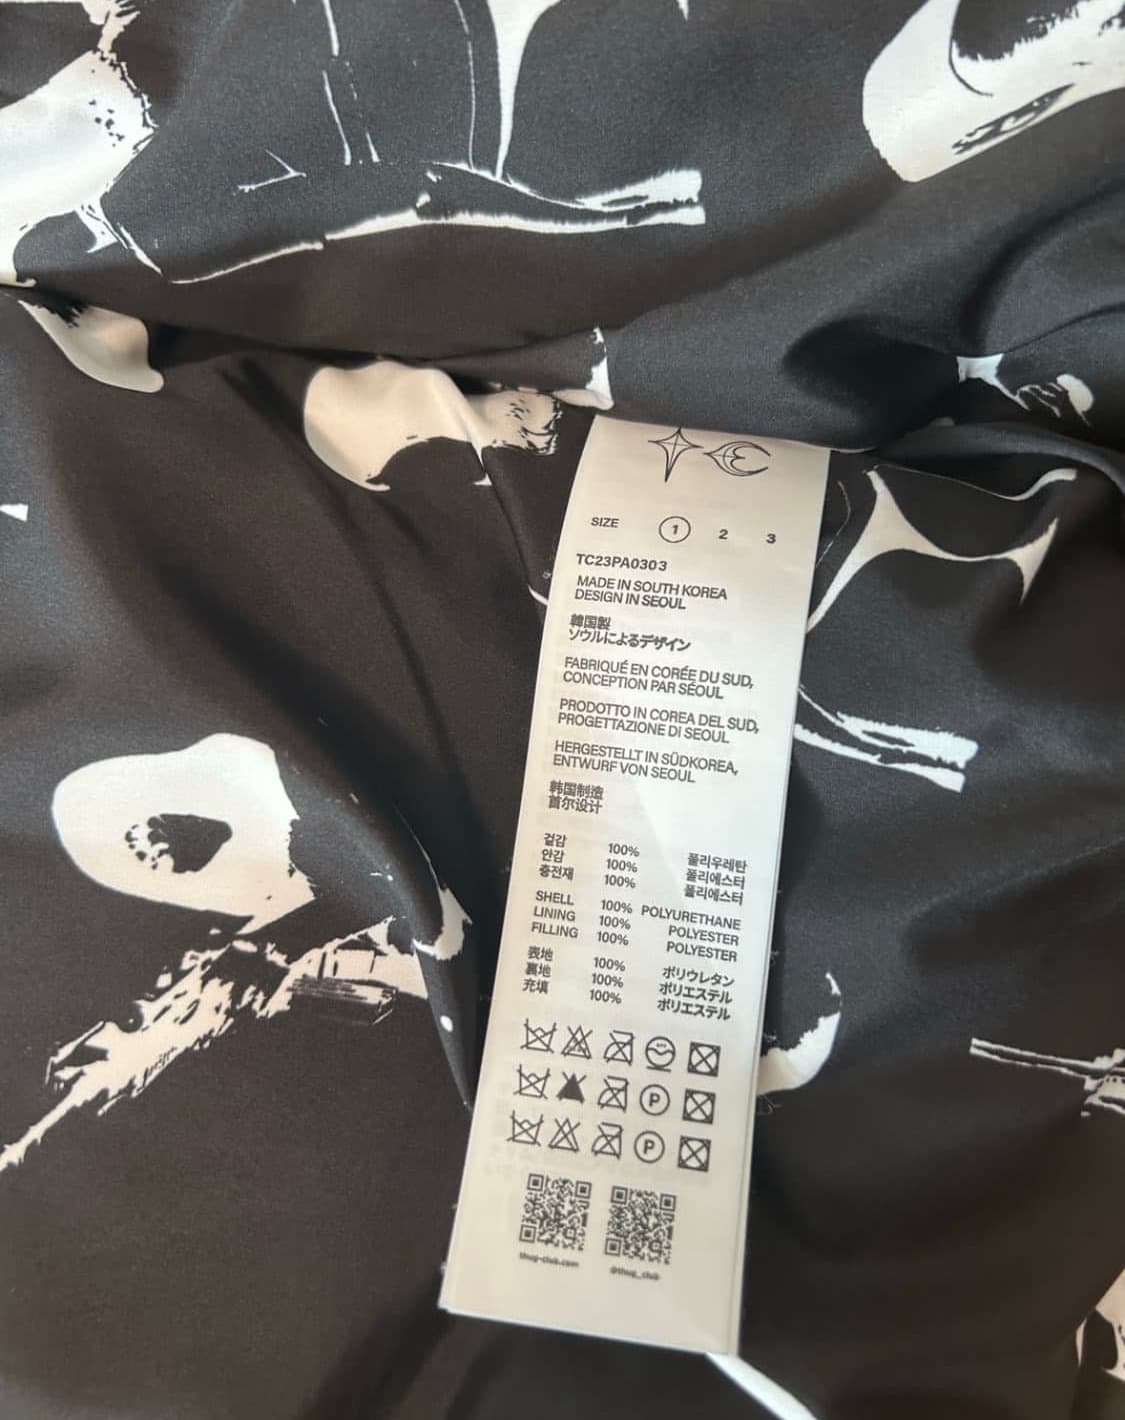 SIZE 1 2 3
TC23PA0303
MADE IN SOUTH KOREA
DESIGN IN SEOUL
韓国製
ソウルによるデザイン
FABRIQUÉ EN CORÉE DU SUD,
CONCEPTION PAR SÉOUL
PRODOTTO IN COREA DEL SUD,
PROGETTAZIONE DI SEOUL
HERGESTELLT IN SÜDKOREA,
ENTWURF VON SEOUL
韩国制造
首尔设计
겉감 100% 폴리우레탄
안감 100% 폴리에스터
충전재 100% 폴리에스터
SHELL 100% POLYURETHANE
LINING 100% POLYESTER
FILLING 100% POLYESTER
表地 100% ポリウレタン
裏地 100% ポリエステル
充填 100% ポリエステル
P
P
thug-club.com @thug_club